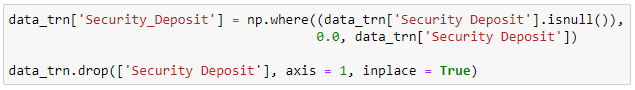 data_trn['Security_Deposit'] = np.where((data_trn['Security Deposit'].isnull()),
0.0, data_trn['Security Deposit'])
data_trn.drop(['Security Deposit'], axis = 1, inplace = True)